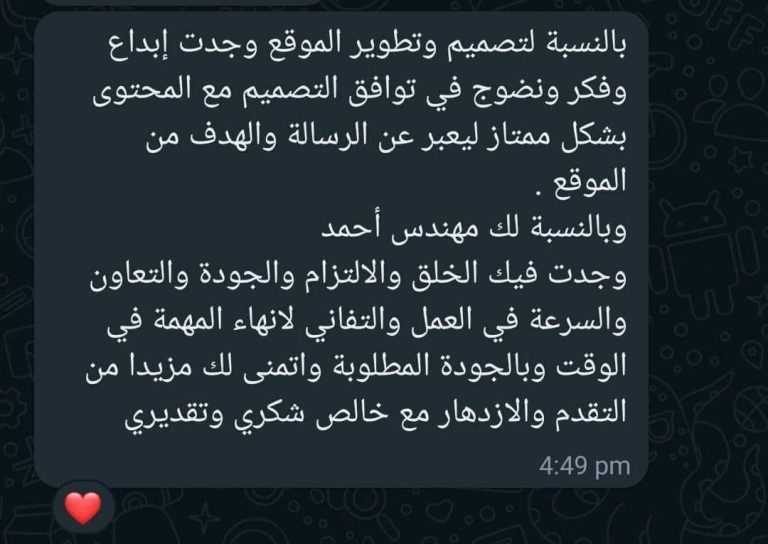 بالنسبة لتصميم وتطوير الموقع وجدت إبداع
وفكر ونضوج في توافق التصميم مع المحتوى
بشكل ممتاز ليعبر عن الرسالة والهدف من
الموقع .
وبالنسبة لك مهندس أحمد
وجدت فيك الخلق والالتزام والجودة والتعاون
والسرعة في العمل والتفاني لانهاء المهمة في
الوقت وبالجودة المطلوبة واتمنى لك مزيدا من
التقدم والازدهار مع خالص شكري وتقديري
4:49 pm